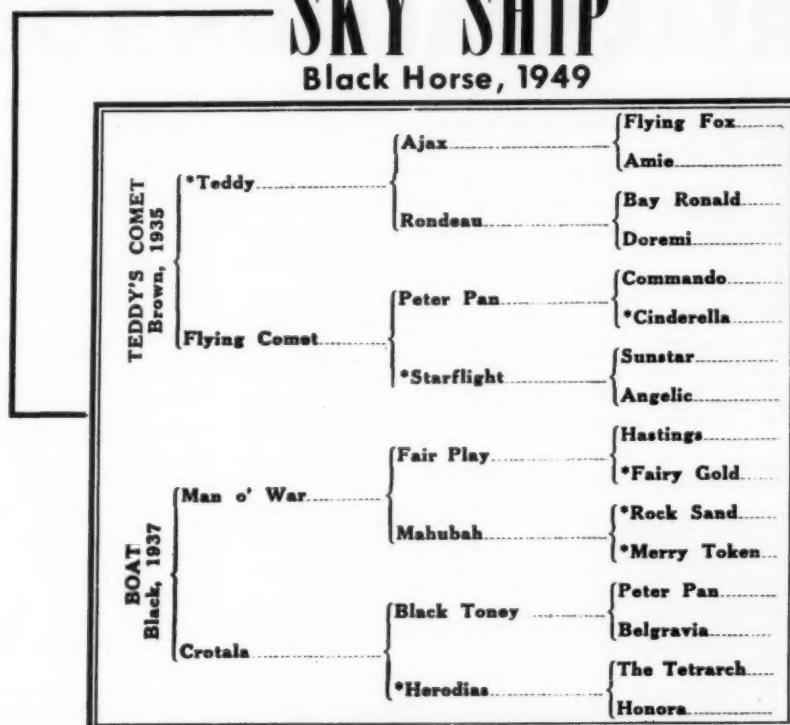 SKY SHIP
Black Horse, 1949
TEDDY'S COMET
Brown, 1935
*Teddy
Ajax
Flying Fox
Amie
Rondeau
Bay Ronald
Doremi
Flying Comet
Peter Pan
Commando
*Cinderella
*Starflight
Sunstar
Angelic
BOAT
Black, 1937
Man o' War
Fair Play
Hastings
*Fairy Gold
Mahubah
*Rock Sand
*Merry Token
Crotala
Black Toney
Peter Pan
Belgravia
*Herodias
The Tetrarch
Honora